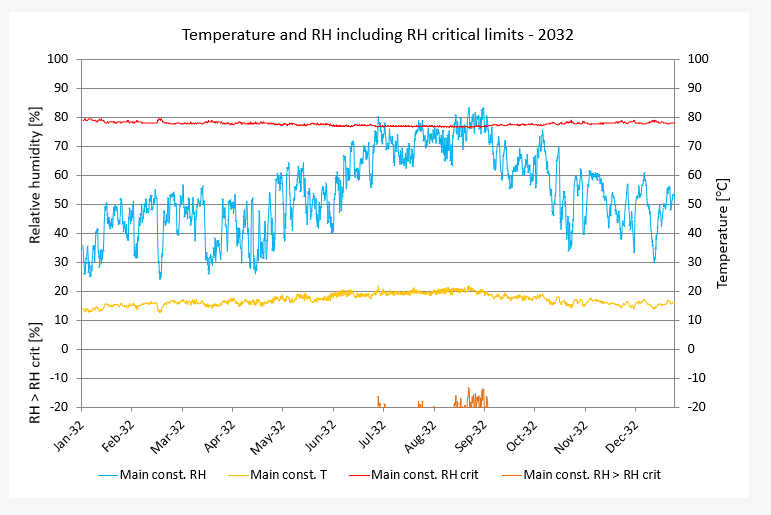 Temperature and RH including RH critical limits - 2032
100
90
80
70
60
50
40
30
20
10
0
-10
-20
Relative humidity [%]
RH > RH crit [%]
100
90
80
70
60
50
40
30
20
10
0
-10
-20
Temperature [°C]
Jan-32
Feb-32
Mar-32
Apr-32
May-32
Jun-32
Jul-32
Aug-32
Sep-32
Oct-32
Nov-32
Dec-32
Main const. RH
Main const. T
Main const. RH crit
Main const. RH > RH crit